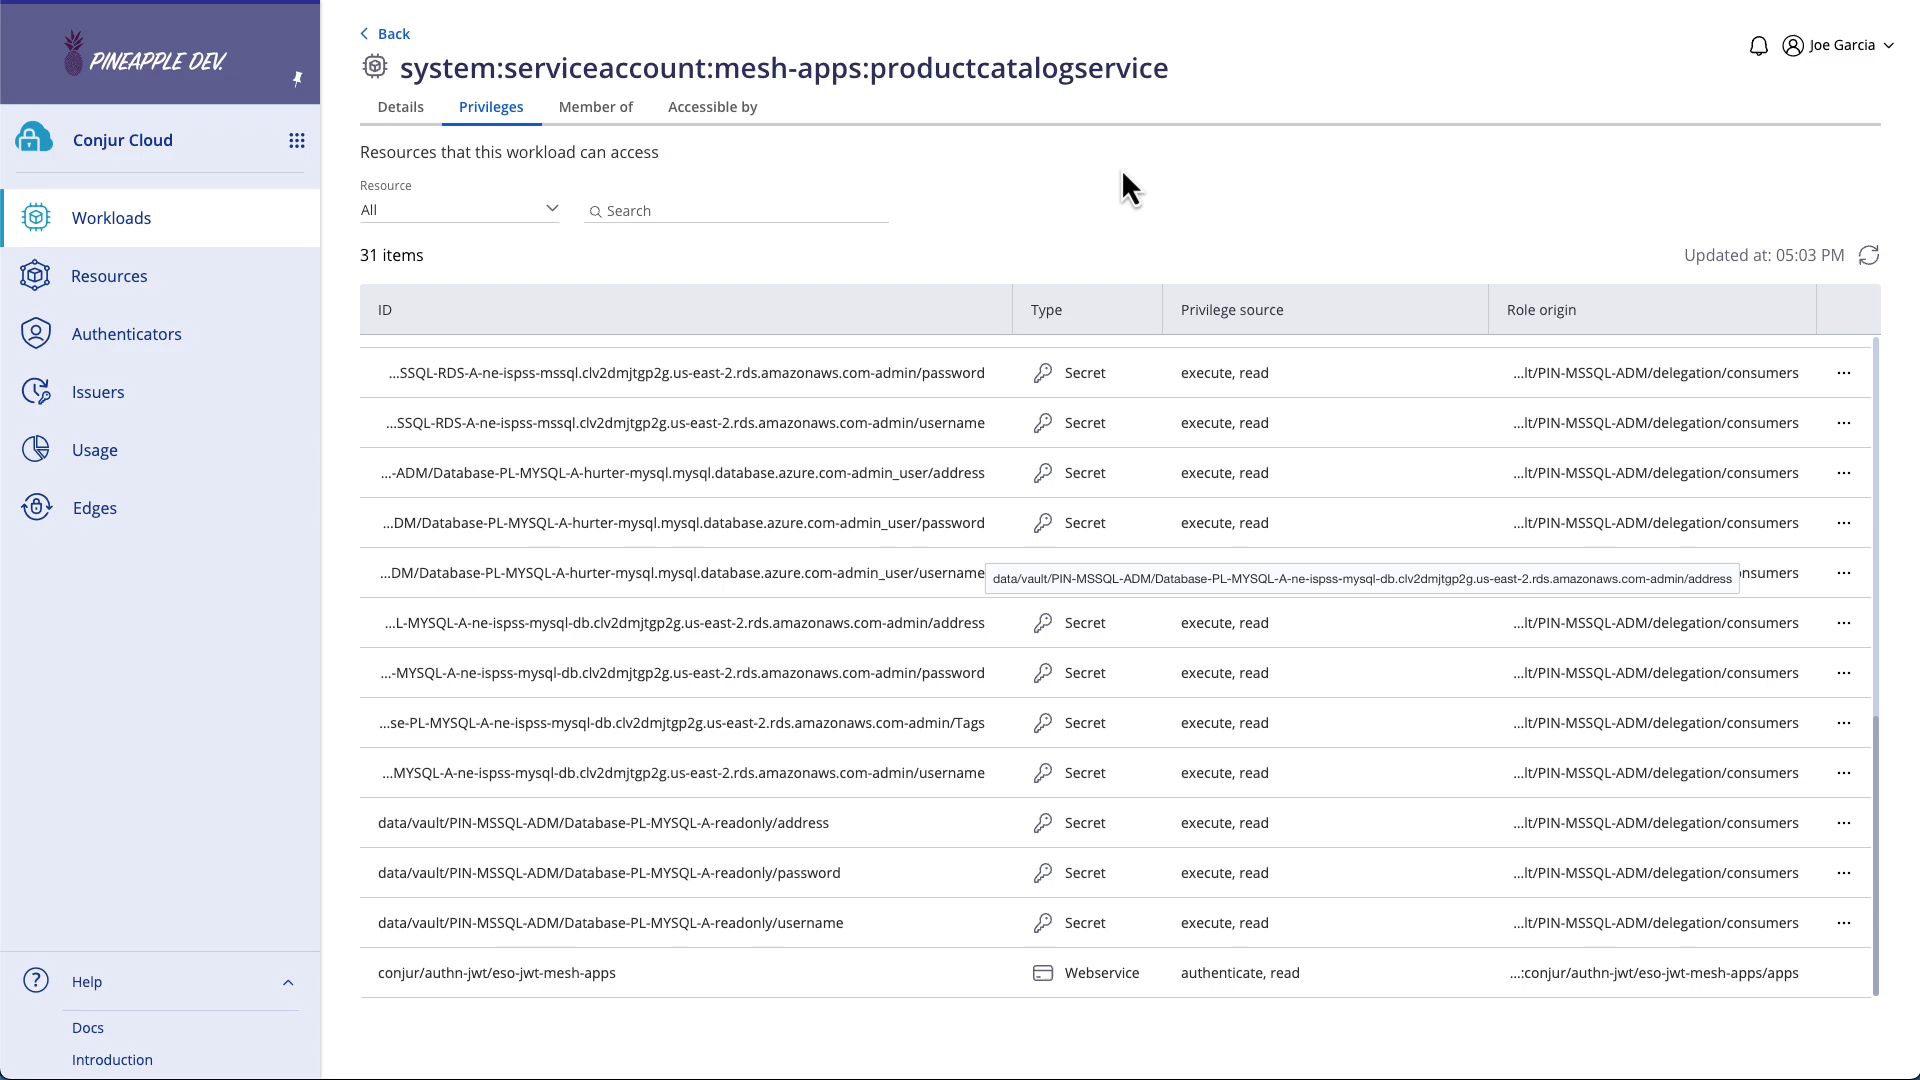 PINEAPPLE DEV.
Conjur Cloud
Workloads
Resources
Authenticators
Issuers
Usage
Edges
Help
Docs
Introduction
Back
Joe Garcia
system:serviceaccount:mesh-apps:productcatalogservice
Details Privileges Member of Accessible by
Resources that this workload can access
Resource
All Search
31 items Updated at: 05:03 PM
ID Type Privilege source Role origin
...SSQL-RDS-A-ne-ispss-mssql.clv2dmjtgp2g.us-east-2.rds.amazonaws.com-admin/password Secret execute, read ...lt/PIN-MSSQL-ADM/delegation/consumers ...
...SSQL-RDS-A-ne-ispss-mssql.clv2dmjtgp2g.us-east-2.rds.amazonaws.com-admin/username Secret execute, read ...lt/PIN-MSSQL-ADM/delegation/consumers ...
...-ADM/Database-PL-MYSQL-A-hurter-mysql.mysql.database.azure.com-admin_user/address Secret execute, read ...lt/PIN-MSSQL-ADM/delegation/consumers ...
...DM/Database-PL-MYSQL-A-hurter-mysql.mysql.database.azure.com-admin_user/password Secret execute, read ...lt/PIN-MSSQL-ADM/delegation/consumers ...
...DM/Database-PL-MYSQL-A-hurter-mysql.mysql.database.azure.com-admin_user/username nsumers ...
data/vault/PIN-MSSQL-ADM/Database-PL-MYSQL-A-ne-ispss-mysql-db.clv2dmjtgp2g.us-east-2.rds.amazonaws.com-admin/address
...L-MYSQL-A-ne-ispss-mysql-db.clv2dmjtgp2g.us-east-2.rds.amazonaws.com-admin/address Secret execute, read ...lt/PIN-MSSQL-ADM/delegation/consumers ...
...-MYSQL-A-ne-ispss-mysql-db.clv2dmjtgp2g.us-east-2.rds.amazonaws.com-admin/password Secret execute, read ...lt/PIN-MSSQL-ADM/delegation/consumers ...
...se-PL-MYSQL-A-ne-ispss-mysql-db.clv2dmjtgp2g.us-east-2.rds.amazonaws.com-admin/Tags Secret execute, read ...lt/PIN-MSSQL-ADM/delegation/consumers ...
...MYSQL-A-ne-ispss-mysql-db.clv2dmjtgp2g.us-east-2.rds.amazonaws.com-admin/username Secret execute, read ...lt/PIN-MSSQL-ADM/delegation/consumers ...
data/vault/PIN-MSSQL-ADM/Database-PL-MYSQL-A-readonly/address Secret execute, read ...lt/PIN-MSSQL-ADM/delegation/consumers ...
data/vault/PIN-MSSQL-ADM/Database-PL-MYSQL-A-readonly/password Secret execute, read ...lt/PIN-MSSQL-ADM/delegation/consumers ...
data/vault/PIN-MSSQL-ADM/Database-PL-MYSQL-A-readonly/username Secret execute, read ...lt/PIN-MSSQL-ADM/delegation/consumers ...
conjur/authn-jwt/eso-jwt-mesh-apps Webservice authenticate, read ...:conjur/authn-jwt/eso-jwt-mesh-apps/apps